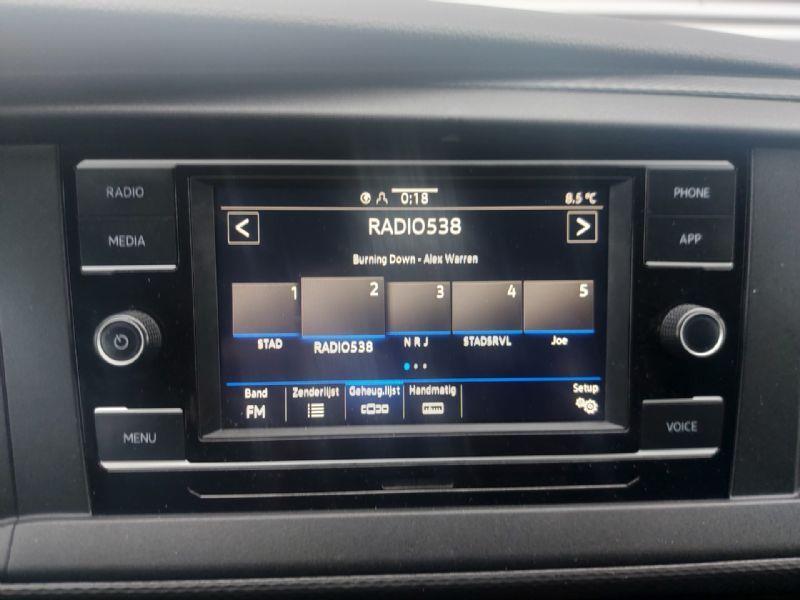 RADIO
MEDIA
MENU
0:18
8.5 °C
<
RADIO538
>
Burning Down - Alex Warren
1 2 3 4 5
STAD RADIO538 N R J STADSRVL Joe
Band Zenderlijst Geheug.lijst Handmatig Setup
FM
PHONE
APP
VOICE